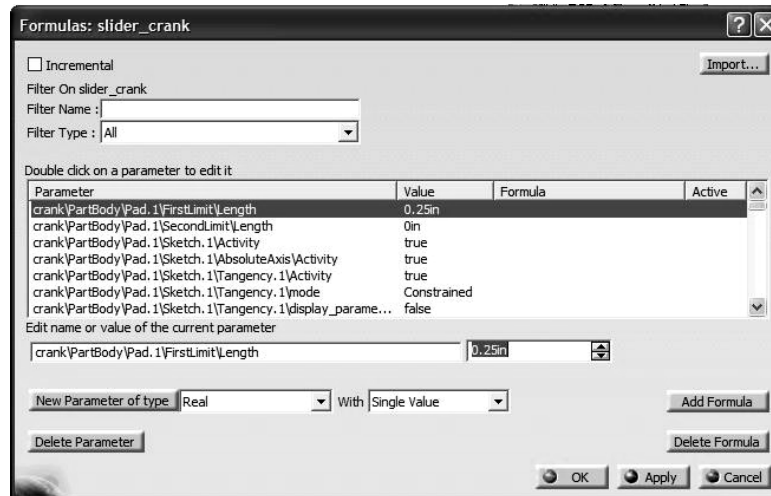 Formulas: slider_crank
Incremental
Import...
Filter On slider_crank
Filter Name :
Filter Type : All
Double click on a parameter to edit it
Parameter Value Formula Active
crank\PartBody\Pad.1\FirstLimit\Length 0.25in
crank\PartBody\Pad.1\SecondLimit\Length 0in
crank\PartBody\Pad.1\Sketch.1\Activity true
crank\PartBody\Pad.1\Sketch.1\AbsoluteAxis\Activity true
crank\PartBody\Pad.1\Sketch.1\Tangency.1\Activity true
crank\PartBody\Pad.1\Sketch.1\Tangency.1\mode Constrained
crank\PartBody\Pad.1\Sketch.1\Tangency.1\display_parame... false
Edit name or value of the current parameter
crank\PartBody\Pad.1\FirstLimit\Length 0.25in
New Parameter of type Real With Single Value Add Formula
Delete Parameter Delete Formula
OK Apply Cancel